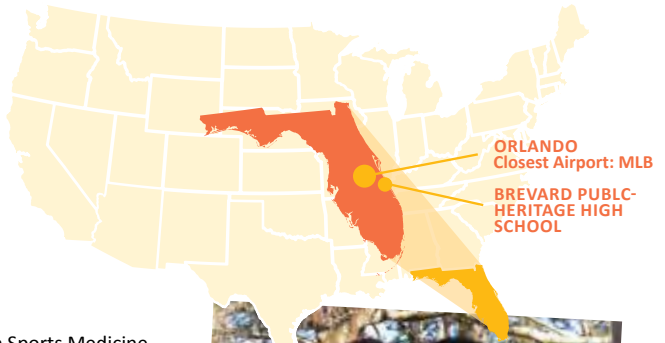 ORLANDO
Closest Airport: MLB
BREVARD PUBLC-
HERITAGE HIGH
SCHOOL
Sports Medicine